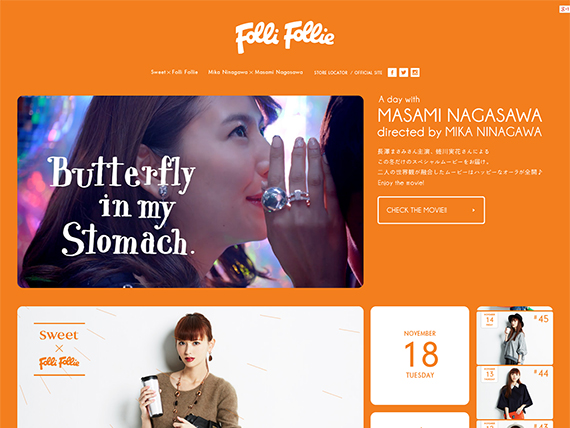 Folli Follie
Sweet×Folli Follie Mika Ninagawa × Masami Nagasawa STORE LOCATOR / OFFICIAL SITE
Butterfly
in my
Stomach.
A day with
MASAMI NAGASAWA
directed by MIKA NINAGAWA
長澤まさみさん主演、蜷川実花さんによる
この冬だけのスペシャルムービーをお届け。
二人の世界観が融合したムービーはハッピーなオーラが全開♪
Enjoy the movie!
CHECK THE MOVIE!!
sweet
×
Folli Follie
NOVEMBER
18
TUESDAY
14
#45
13
#44
12
#43